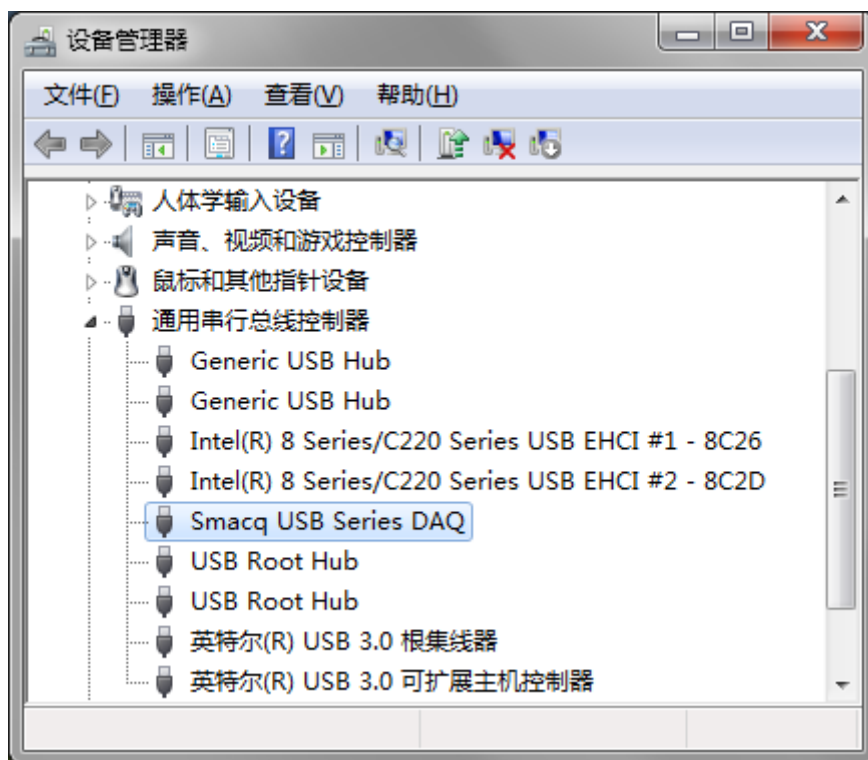 设备管理器
文件(F) 操作(A) 查看(V) 帮助(H)
人体学输入设备
声音、视频和游戏控制器
鼠标和其他指针设备
通用串行总线控制器
Generic USB Hub
Generic USB Hub
Intel(R) 8 Series/C220 Series USB EHCI #1 - 8C26
Intel(R) 8 Series/C220 Series USB EHCI #2 - 8C2D
Smacq USB Series DAQ
USB Root Hub
USB Root Hub
英特尔(R) USB 3.0 根集线器
英特尔(R) USB 3.0 可扩展主机控制器